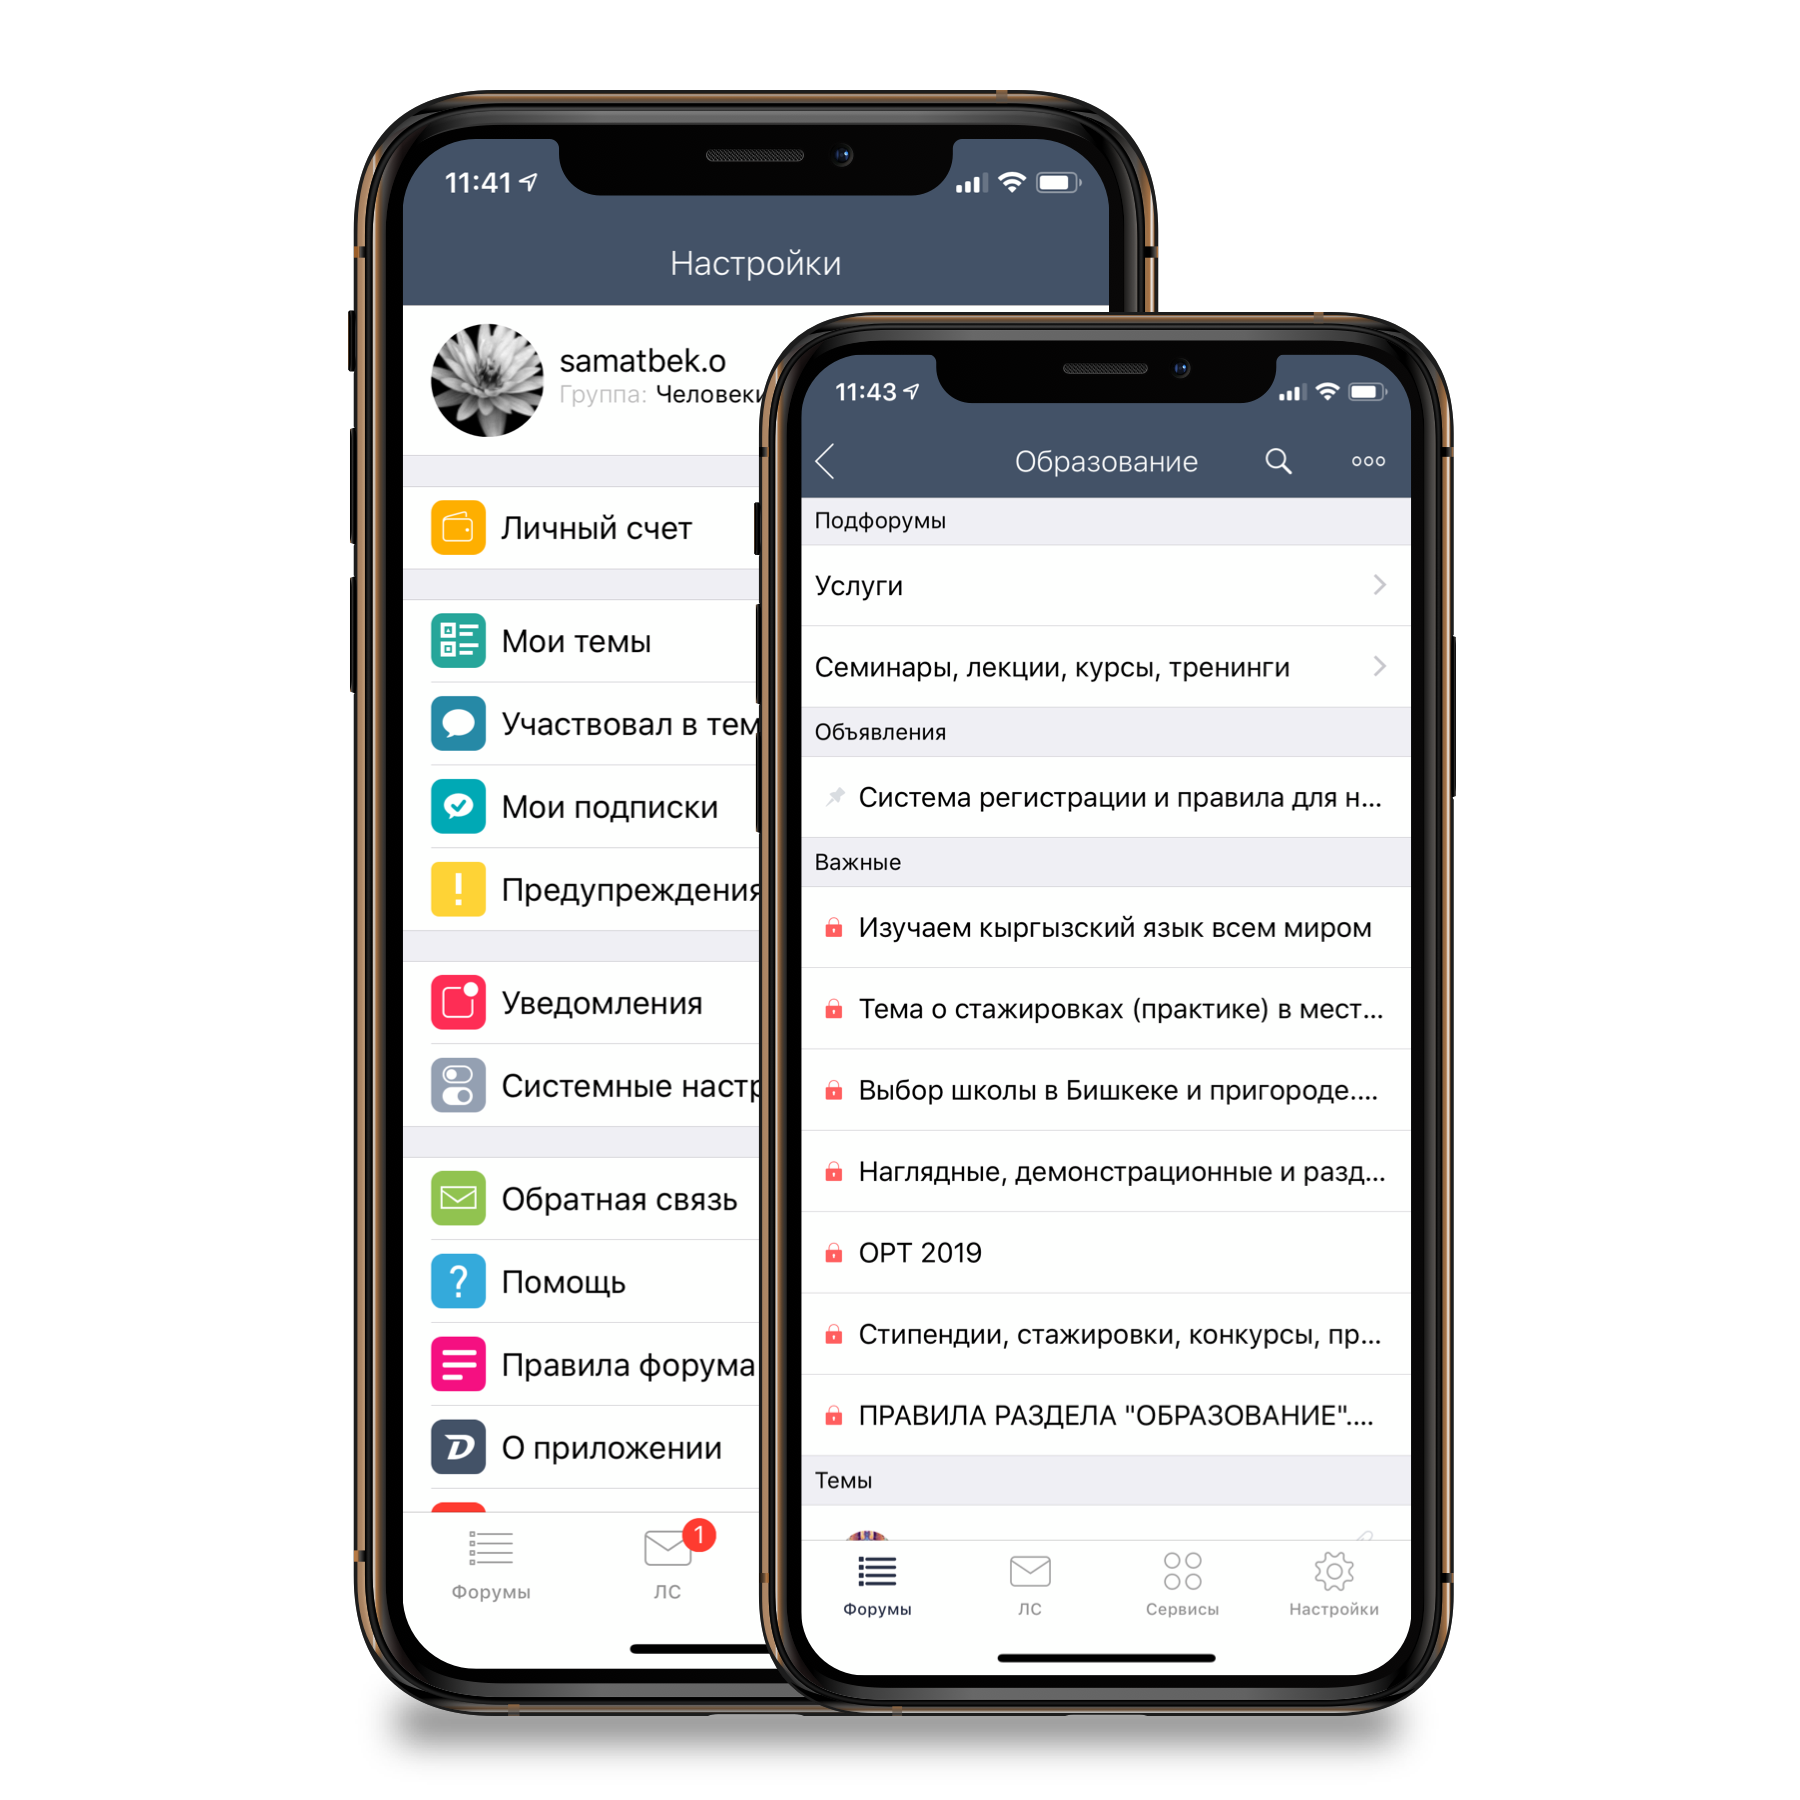 11:41
Настройки
samatbek.o
Группа: Человеки
Личный счет
Мои темы
Участвовал в тем
Мои подписки
Предупреждения
Уведомления
Системные настр
Обратная связь
?
Помощь
Правила форума
О приложении
1
Форумы
ЛС
11:43
Образование
Подфорумы
Услуги
Семинары, лекции, курсы, тренинги
Объявления
Система регистрации и правила для н...
Важные
Изучаем кыргызский язык всем миром
Тема о стажировках (практике) в мест...
Выбор школы в Бишкеке и пригороде....
Наглядные, демонстрационные и разд...
ОРТ 2019
Стипендии, стажировки, конкурсы, пр...
ПРАВИЛА РАЗДЕЛА "ОБРАЗОВАНИЕ"....
Темы
Форумы
ЛС
Сервисы
Настройки